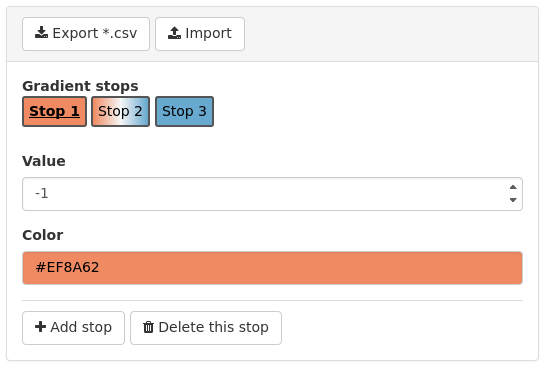 Export *.csv Import
Gradient stops
Stop 1 Stop 2 Stop 3
Value
-1
Color
#EF8A62
Add stop Delete this stop